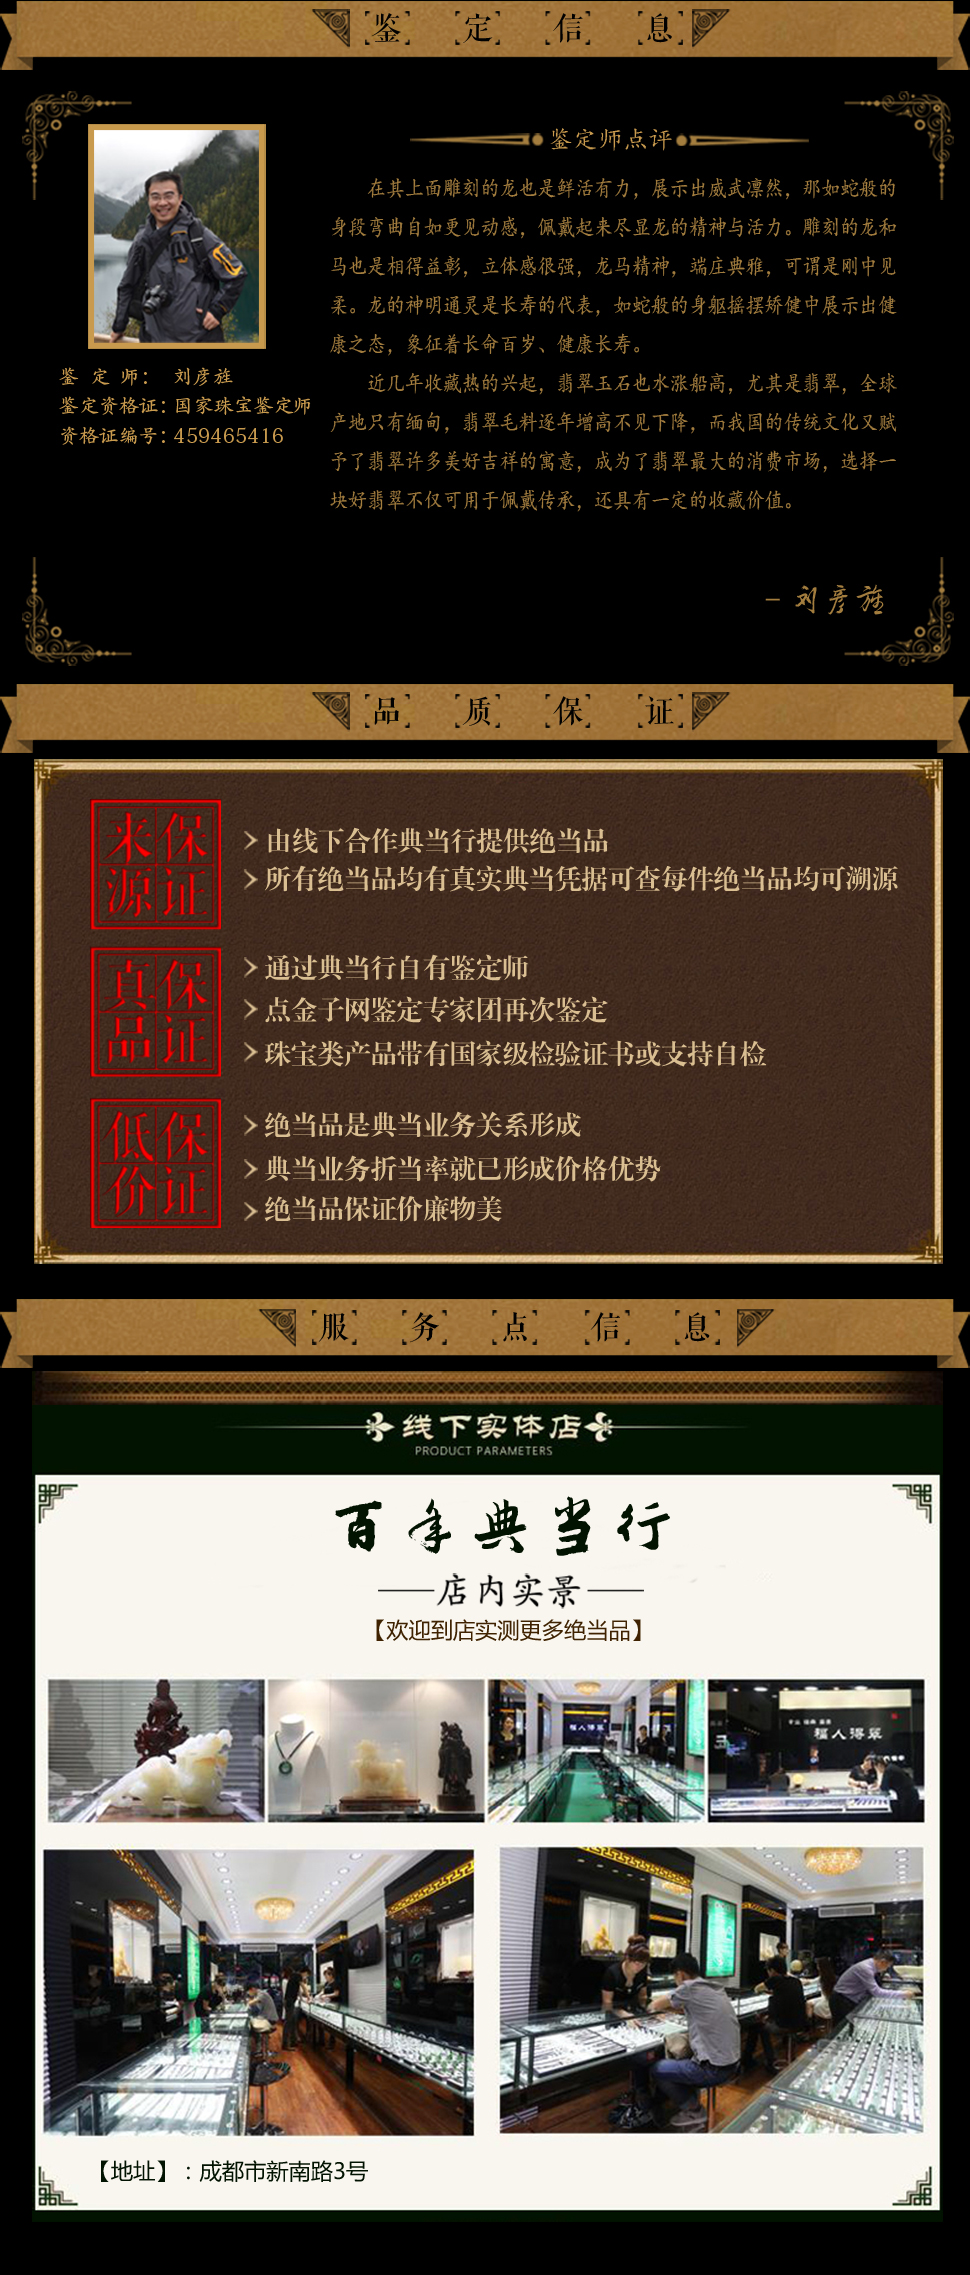 鉴 定 信 息
鉴定师点评
在其上面雕刻的龙也是鲜活有力，展示出威武凛然，那如蛇般的
身段弯曲自如更见动感，佩戴起来尽显龙的精神与活力。雕刻的龙和
马也是相得益彰，立体感很强，龙马精神，端庄典雅，可谓是刚中见
柔。龙的神明通灵是长寿的代表，如蛇般的身躯摇摆矫健中展示出健
康之态，象征着长命百岁、健康长寿。
近几年收藏热的兴起，翡翠玉石也水涨船高，尤其是翡翠，全球
产地只有缅甸，翡翠毛料逐年增高不见下降，而我国的传统文化又赋
予了翡翠许多美好吉祥的寓意，成为了翡翠最大的消费市场，选择一
块好翡翠不仅可用于佩戴传承，还具有一定的收藏价值。
鉴 定 师： 刘彦旌
鉴定资格证：国家珠宝鉴定师
资格证编号：459465416
- 刘彦旌
品 质 保 证
来源保证
由线下合作典当行提供绝当品
所有绝当品均有真实典当凭据可查每件绝当品均可溯源
真品保证
通过典当行自有鉴定师
点金子网鉴定专家团再次鉴定
珠宝类产品带有国家级检验证书或支持自检
低价保证
绝当品是典当业务关系形成
典当业务折当率就已形成价格优势
绝当品保证价廉物美
服 务 点 信 息
线下实体店
PRODUCT PARAMETERS
百年典当行
店内实景
【欢迎到店实测更多绝当品】
福人得翠
福人得翠
【地址】：成都市新南路3号